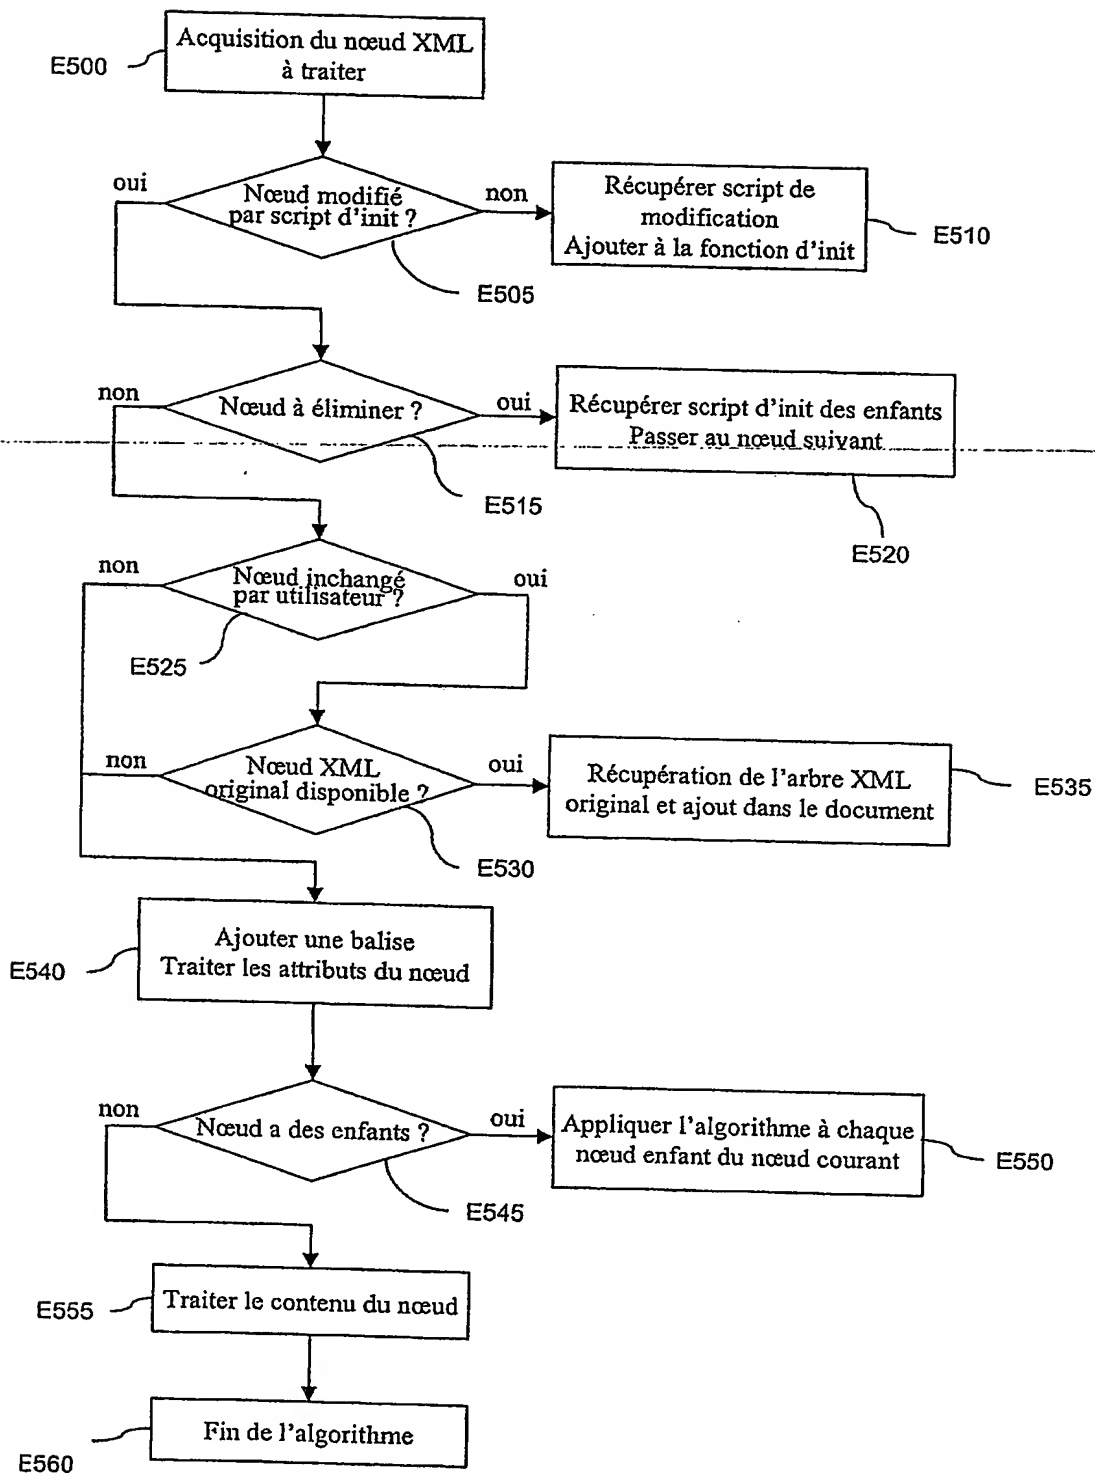 Acquisition du nœud XML
à traiter
E500
oui
Nœud modifié
par script d'init ?
non
Récupérer script de
modification
Ajouter à la fonction d'init
E510
E505
non
Nœud à éliminer ?
oui
Récupérer script d'init des enfants
Passer au nœud suivant
E515
E520
non
Nœud inchangé
par utilisateur ?
oui
E525
non
Nœud XML
original disponible ?
oui
Récupération de l'arbre XML
original et ajout dans le document
E535
E530
Ajouter une balise
Traiter les attributs du nœud
E540
non
Nœud a des enfants ?
oui
Appliquer l'algorithme à chaque
nœud enfant du nœud courant
E550
E545
Traiter le contenu du nœud
E555
Fin de l'algorithme
E560